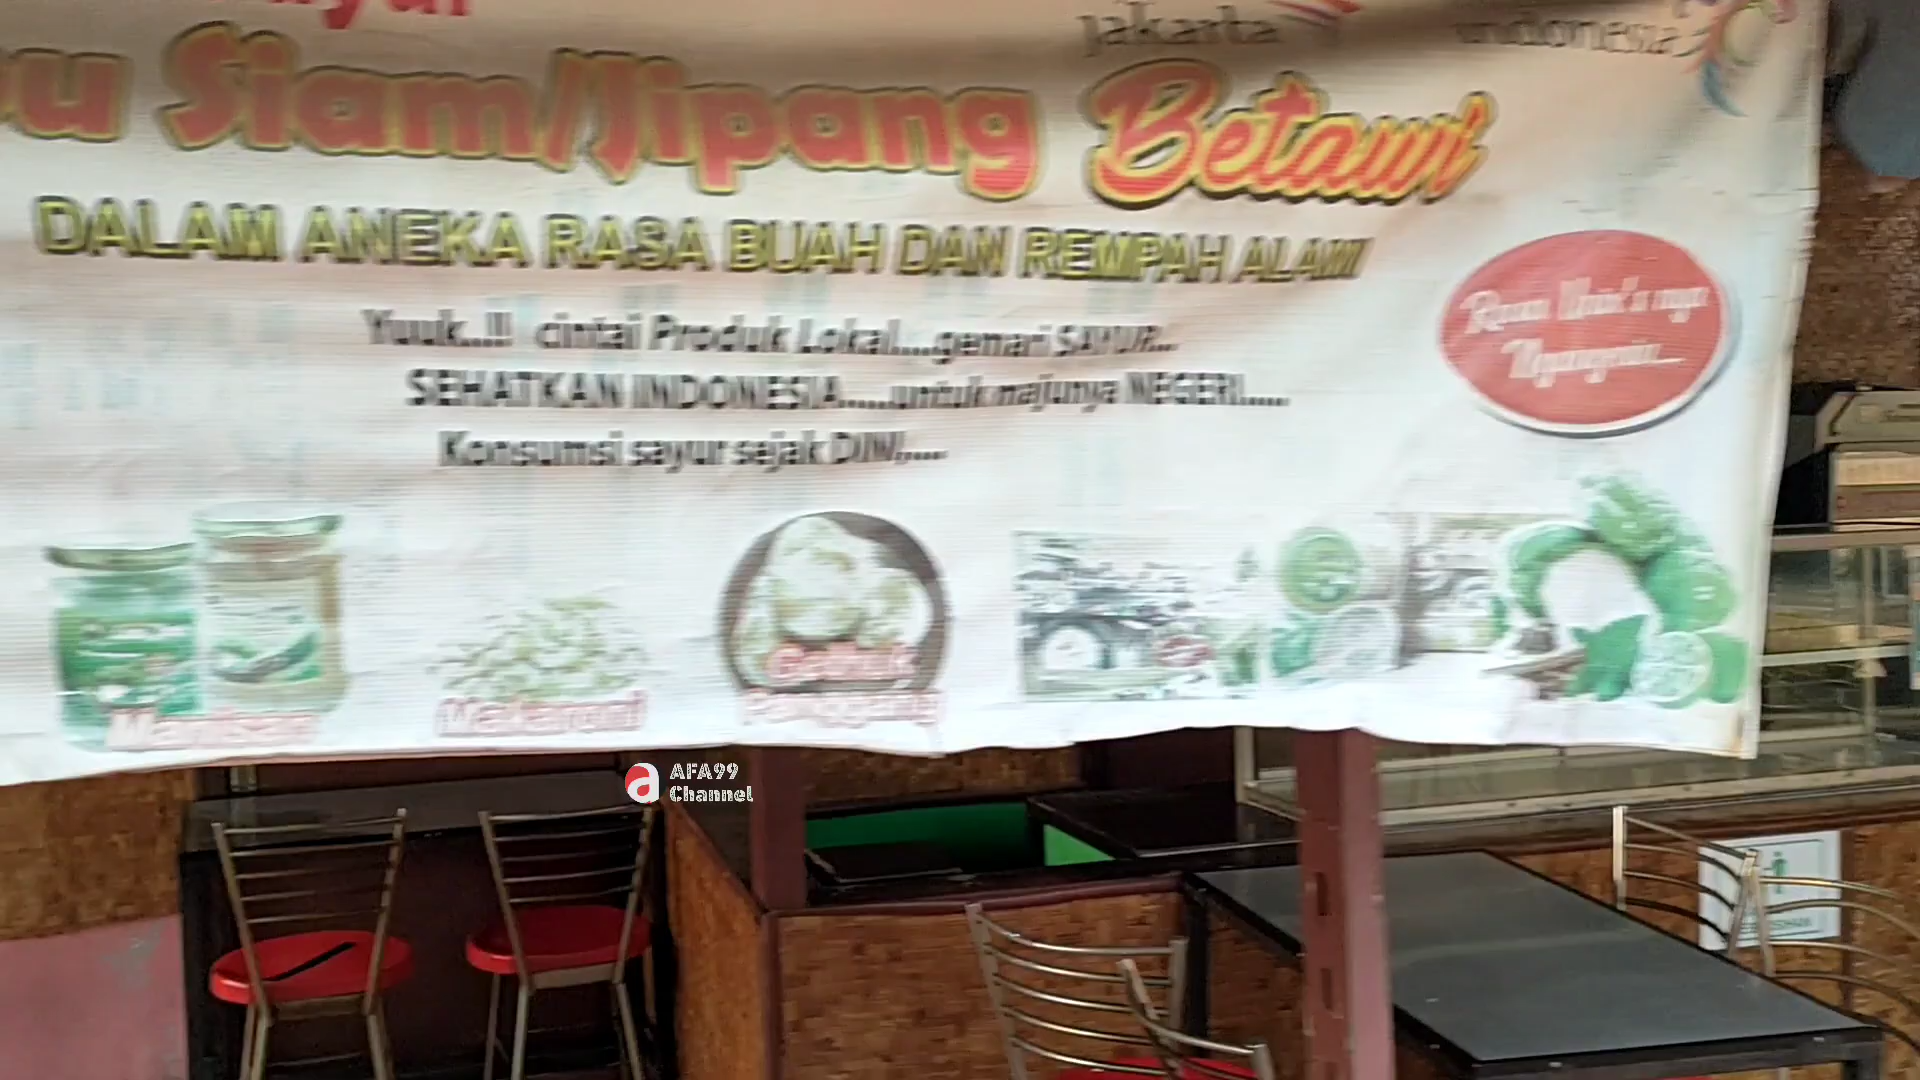 jakarta
indonesia
Siam/Jipang Betawi
DALAM ANEKA RASA BUAH DAN REMPAH ALAMI
Yuuk...!! cintai Produk Lokal....gemari SAYUR...
SEHATKAN INDONESIA.....untuk majunya NEGERI.....
Konsumsi sayur sejak DINI.....
Manisan
Makaroni
AFA99
Channel